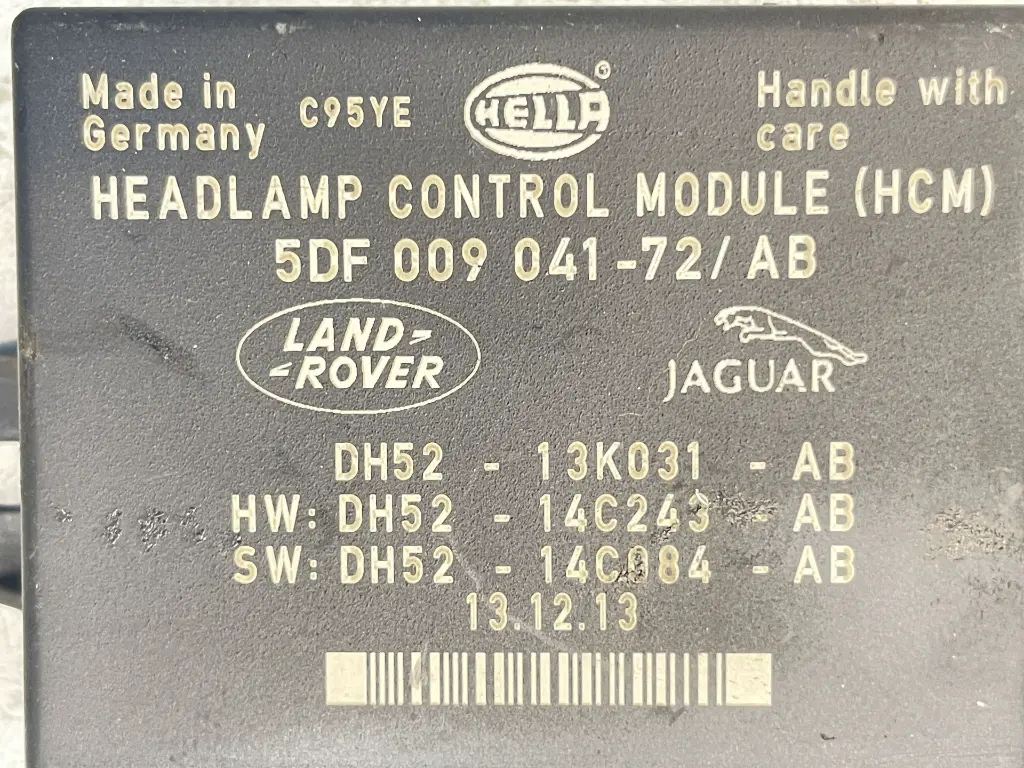 Made in
Germany
C95YE
HELLA
®
Handle with
care
HEADLAMP CONTROL MODULE (HCM)
5DF 009 041-72/AB
LAND-
-ROVER
JAGUAR
DH52 - 13K031 - AB
HW: DH52 - 14C243 - AB
SW: DH52 - 14C084 - AB
13.12.13